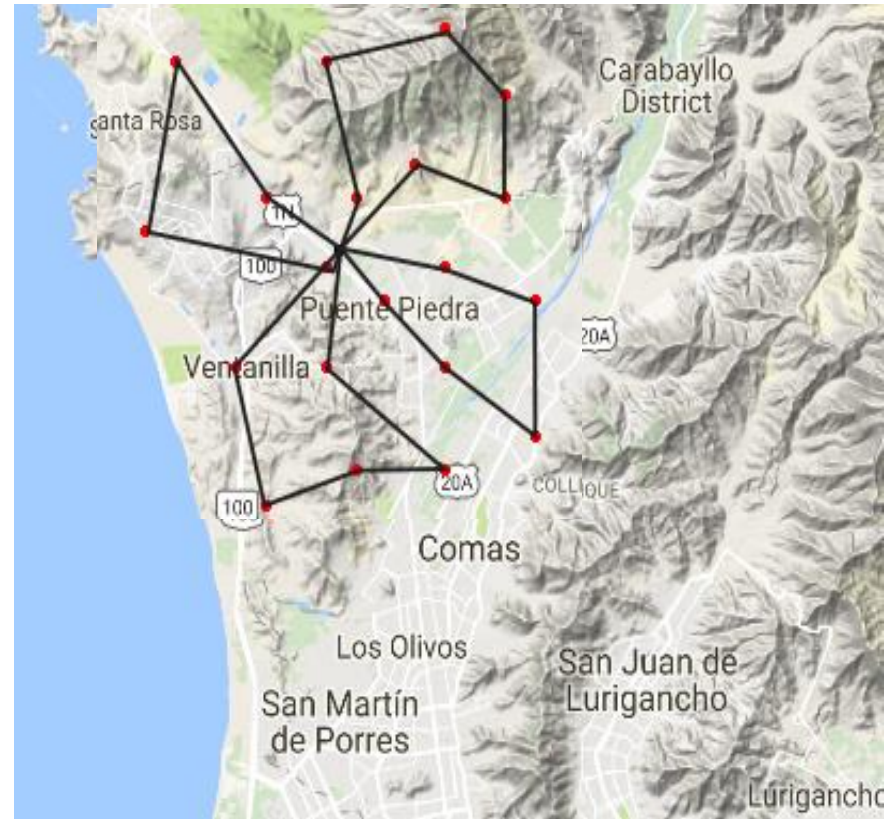 Carabayllo
District
anta Rosa
1N
100
Puente Piedra
20A
Ventanilla
20A
COLLIQUE
100
Comas
Los Olivos
San Juan de
Lurigancho
San Martín
de Porres
Lurigancho